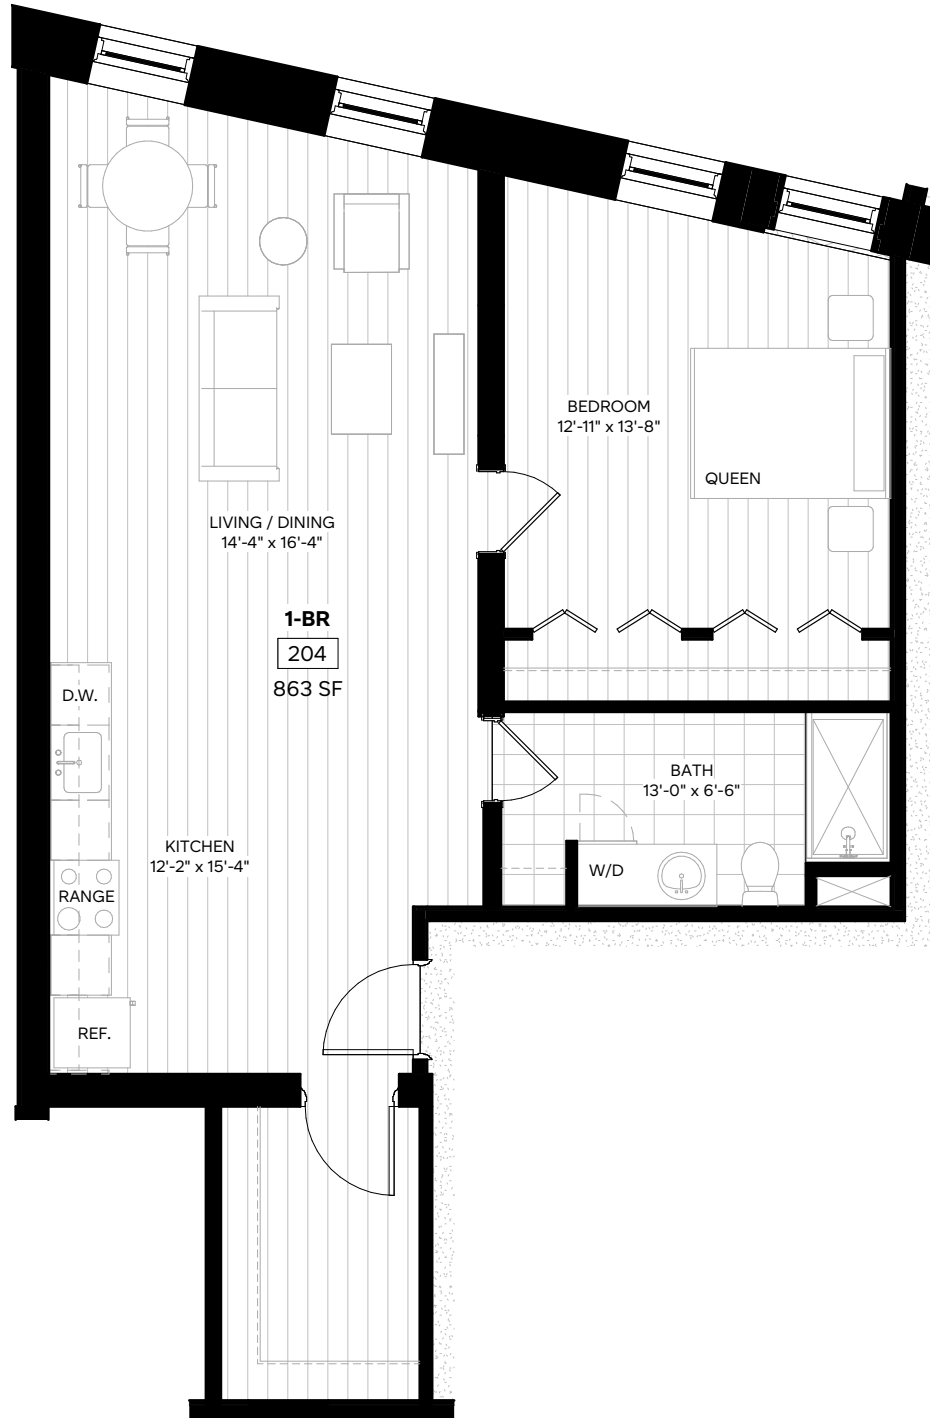 BEDROOM
12'-11" x 13'-8"
QUEEN
LIVING / DINING
14'-4" x 16'-4"
1-BR
204
863 SF
D.W.
BATH
13'-0" x 6'-6"
KITCHEN
12'-2" x 15'-4"
W/D
RANGE
REF.